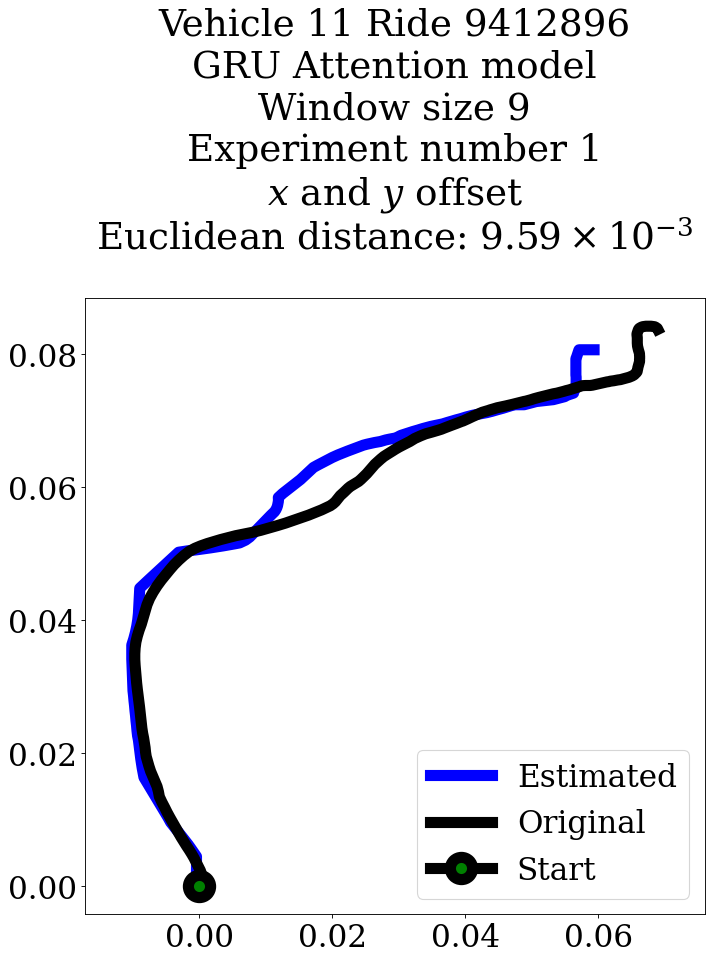 Vehicle 11 Ride 9412896
GRU Attention model
Window size 9
Experiment number 1
x and y offset
Euclidean distance: 9.59 × 10⁻³
0.08
0.06
0.04
0.02
0.00
Estimated
Original
Start
0.00 0.02 0.04 0.06